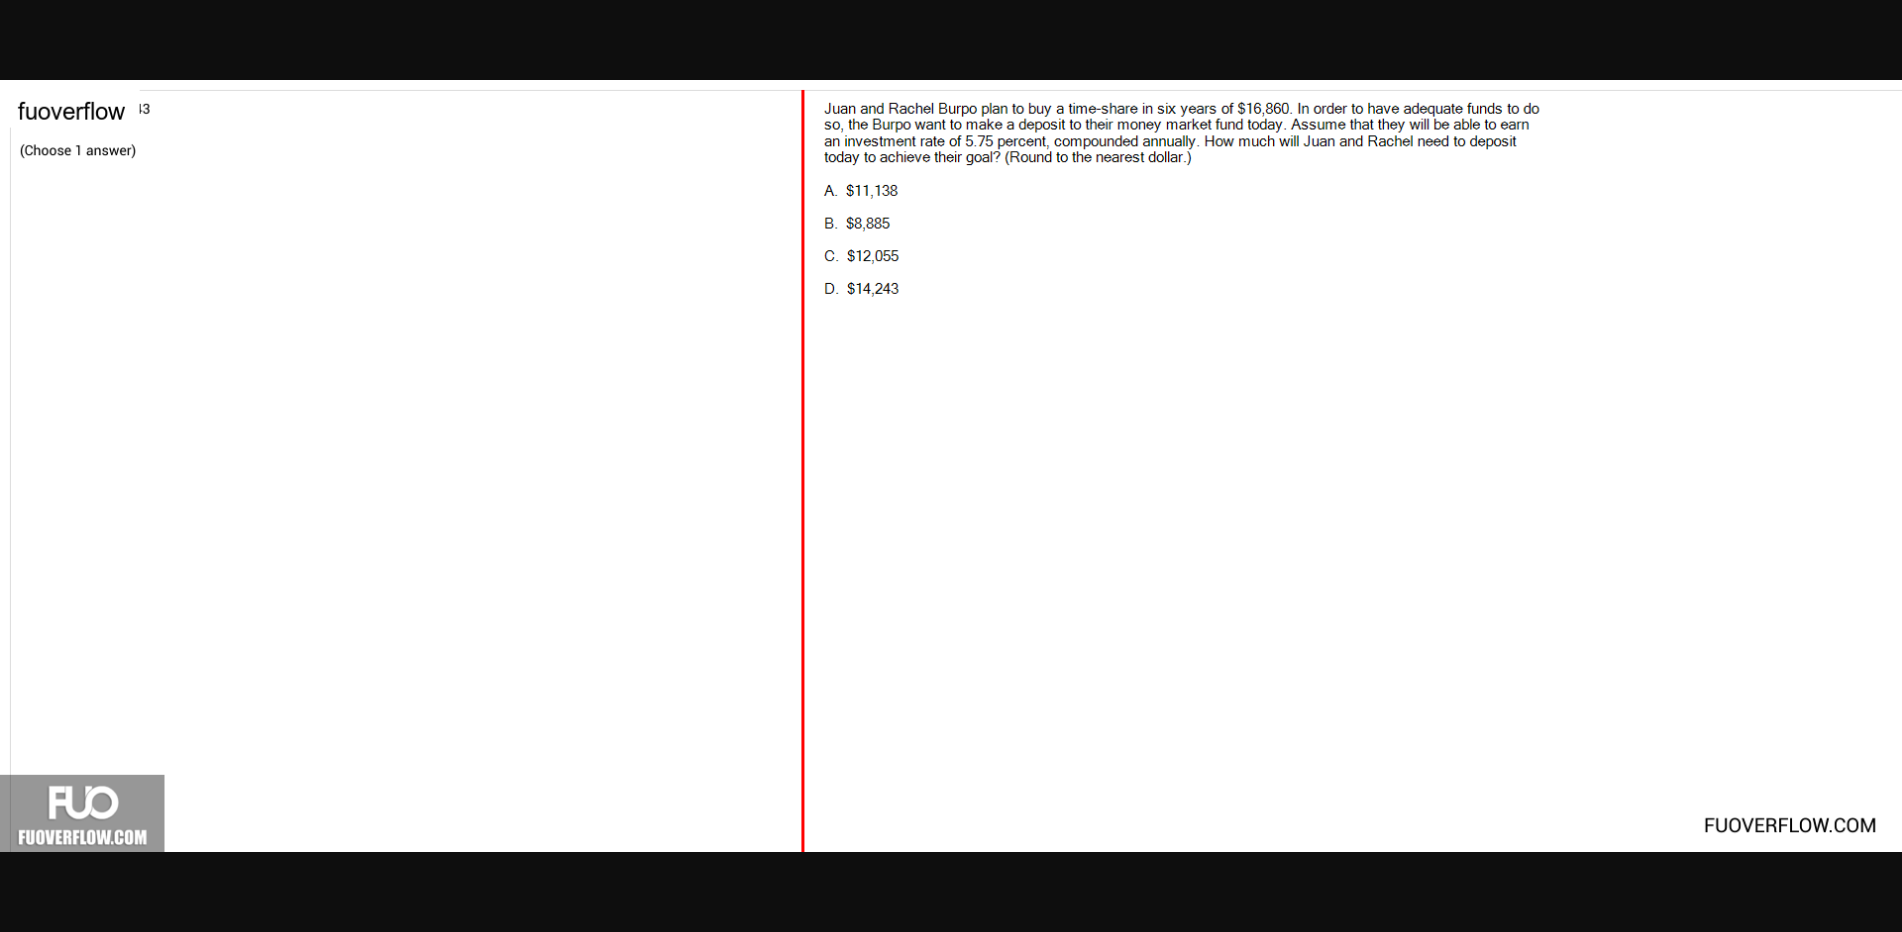 fuoverflow
(Choose 1 answer)
Juan and Rachel Burpo plan to buy a time-share in six years of $16,860. In order to have adequate funds to do
so, the Burpo want to make a deposit to their money market fund today. Assume that they will be able to earn
an investment rate of 5.75 percent, compounded annually. How much will Juan and Rachel need to deposit
today to achieve their goal? (Round to the nearest dollar.)
A. $11,138
B. $8,885
C. $12,055
D. $14,243
FUO
FUOVERFLOW.COM
FUOVERFLOW.COM